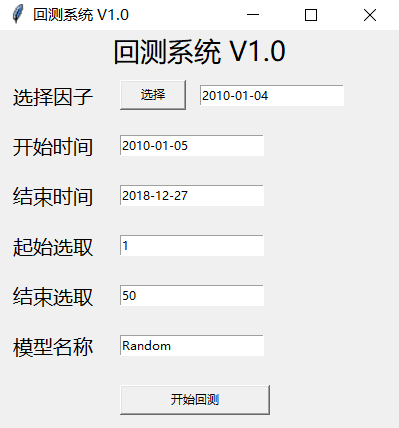 回测系统 V1.0
回测系统 V1.0
选择因子 选择 2010-01-04
开始时间 2010-01-05
结束时间 2018-12-27
起始选取 1
结束选取 50
模型名称 Random
开始回测